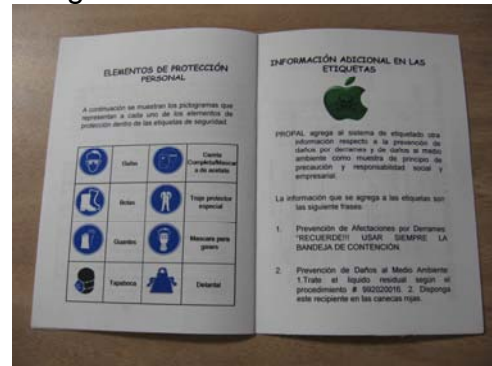 ELEMENTOS DE PROTECCIÓN
PERSONAL
A continuación se muestran los pictogramas que
representan a cada uno de los elementos de
protección dentro de las etiquetas de seguridad.
Gafas
Careta
Completa/Máscar
a de acetato
Botas
Traje protector
especial
Guantes
Mascara para
gases
Tapaboca
Delantal
INFORMACIÓN ADICIONAL EN LAS
ETIQUETAS
PROPAL agrega al sistema de etiquetado otra
información respecto a la prevención de
daños por derrames y de daños al medio
ambiente como muestra de principio de
precaución y responsabilidad social y
empresarial.
La información que se agrega a las etiquetas son
las siguiente frases:
1. Prevención de Afectaciones por Derrames
"RECUERDE!!! USAR SIEMPRE LA
BANDEJA DE CONTENCIÓN
2. Prevención de Daños al Medio Ambiente
1.Trate el líquido residual según el
procedimiento # 992020016. 2. Disponga
este recipiente en las canecas rojas.